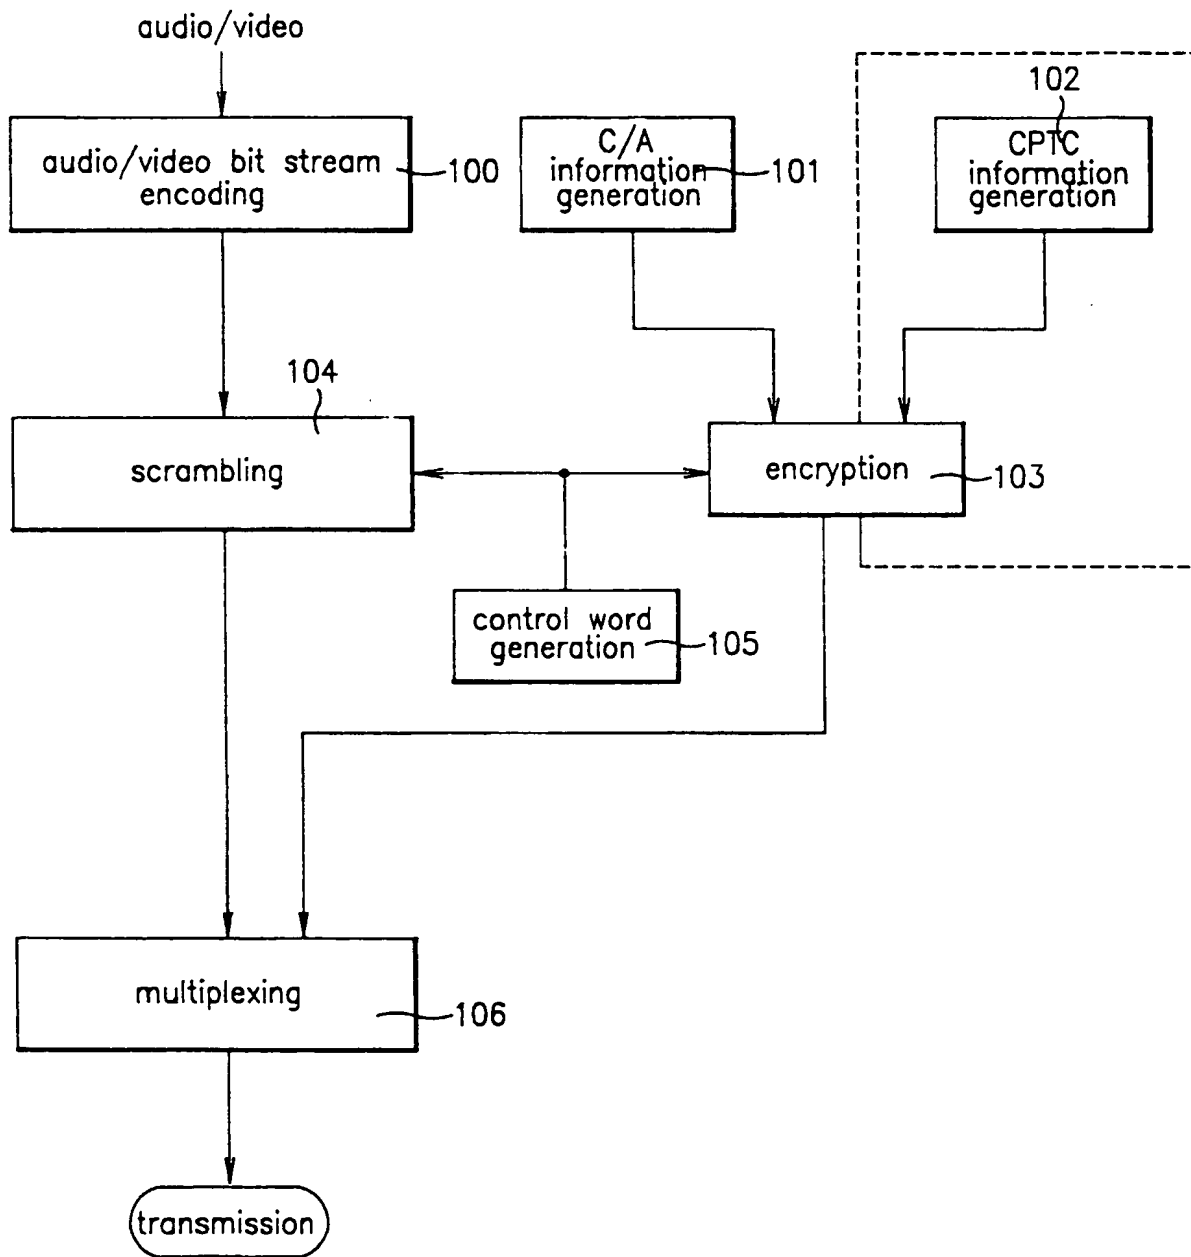 audio/video
audio/video bit stream
encoding
100
C/A
information
generation
101
102
CPTC
information
generation
104
scrambling
encryption
103
control word
generation
105
multiplexing
106
transmission